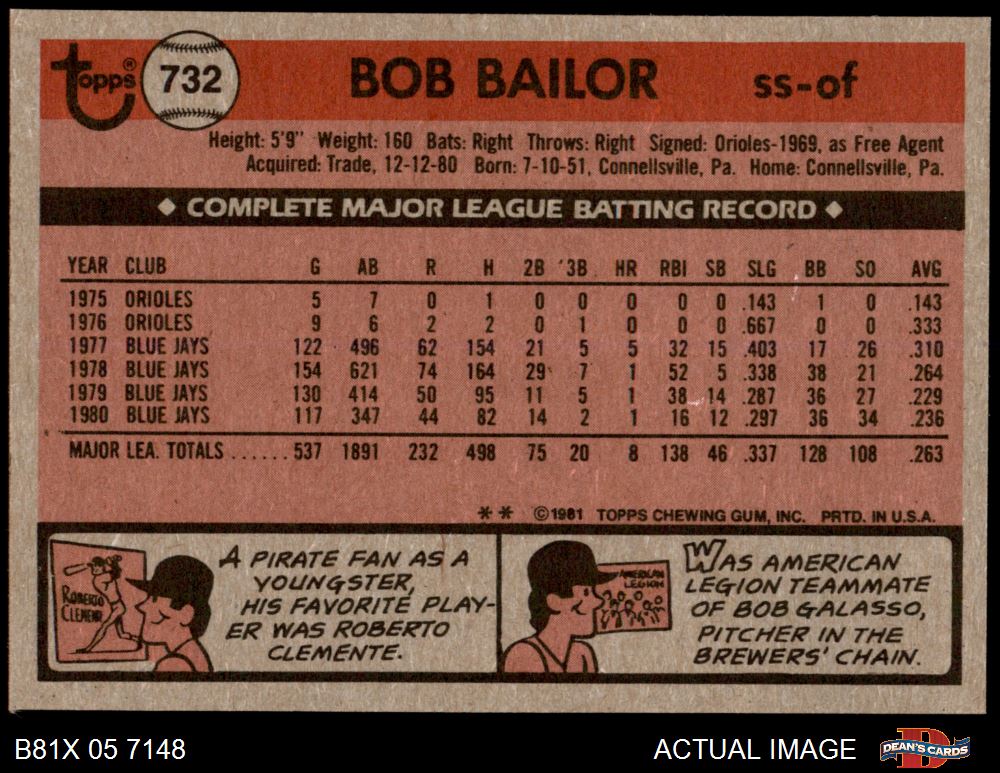 topps® 732 BOB BAILOR ss-of
Height: 5'9" Weight: 160 Bats: Right Throws: Right Signed: Orioles-1969, as Free Agent
Acquired: Trade, 12-12-80 Born: 7-10-51, Connellsville, Pa. Home: Connellsville, Pa.
◆ COMPLETE MAJOR LEAGUE BATTING RECORD ◆
YEAR CLUB G AB R H 2B 3B HR RBI SB SLG BB SO AVG
1975 ORIOLES 5 7 0 1 0 0 0 0 0 .143 1 0 .143
1976 ORIOLES 9 6 2 2 0 1 0 0 0 .667 0 0 .333
1977 BLUE JAYS 122 496 62 154 21 5 5 32 15 .403 17 26 .310
1978 BLUE JAYS 154 621 74 164 29 7 1 52 5 .338 38 21 .264
1979 BLUE JAYS 130 414 50 95 11 5 1 38 14 .287 36 27 .229
1980 BLUE JAYS 117 347 44 82 14 2 1 16 12 .297 36 34 .236
MAJOR LEA. TOTALS ...... 537 1891 232 498 75 20 8 138 46 .337 128 108 .263
** ©1981 TOPPS CHEWING GUM, INC. PRTD. IN U.S.A.
ROBERTO
CLEMENTE
A PIRATE FAN AS A
YOUNGSTER,
HIS FAVORITE PLAY-
ER WAS ROBERTO
CLEMENTE.
AMERICAN
LEGION
WAS AMERICAN
LEGION TEAMMATE
OF BOB GALASSO,
PITCHER IN THE
BREWERS' CHAIN.
B81X 05 7148 ACTUAL IMAGE DEAN'S CARDS